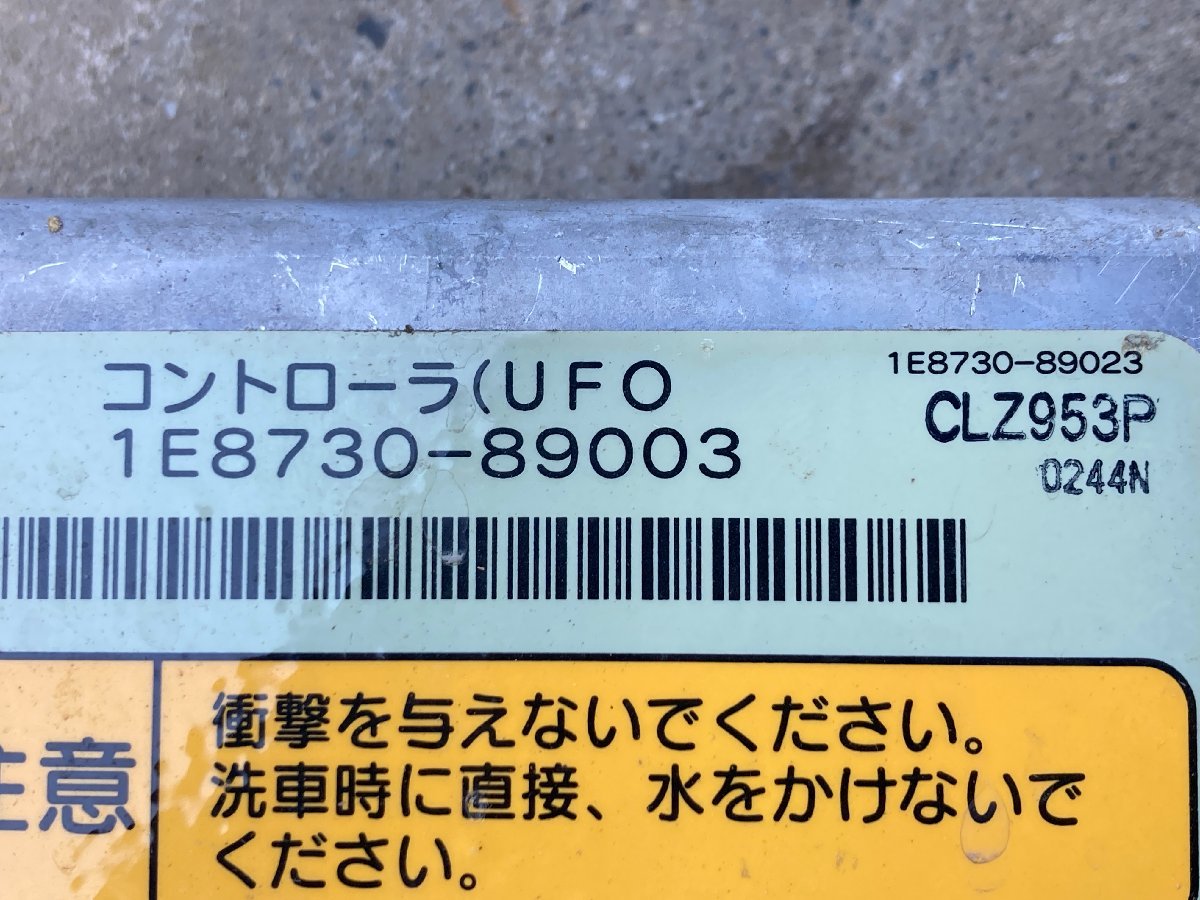 コントローラ(UFO
1E8730-89003
1E8730-89023
CLZ953P
0244N
注意
衝撃を与えないでください。
洗車時に直接、水をかけないで
ください。